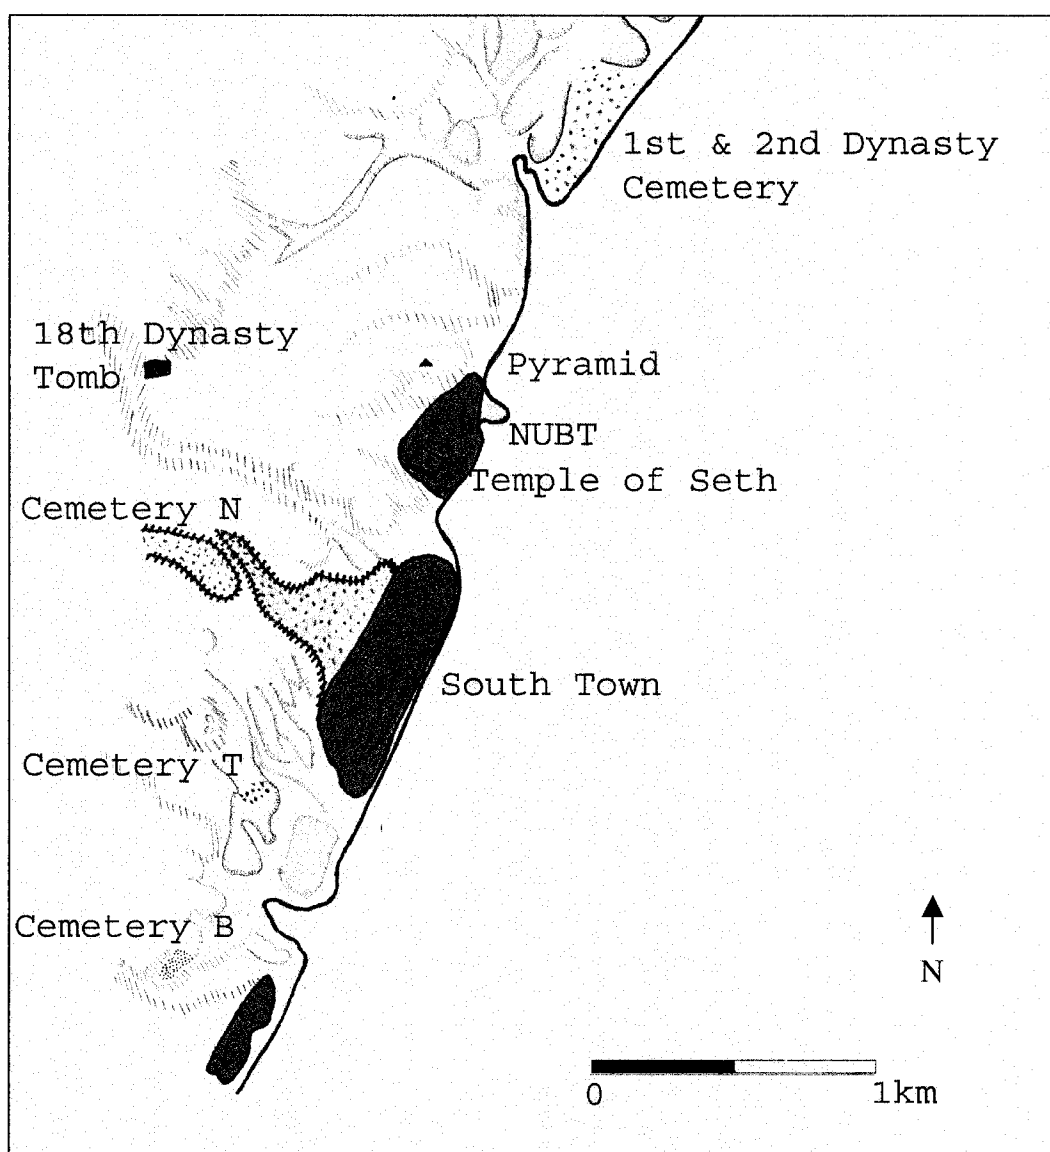 1st & 2nd Dynasty
Cemetery
18th Dynasty
Tomb
Pyramid
NUBT
Temple of Seth
Cemetery N
South Town
Cemetery T
Cemetery B
N
0
1km